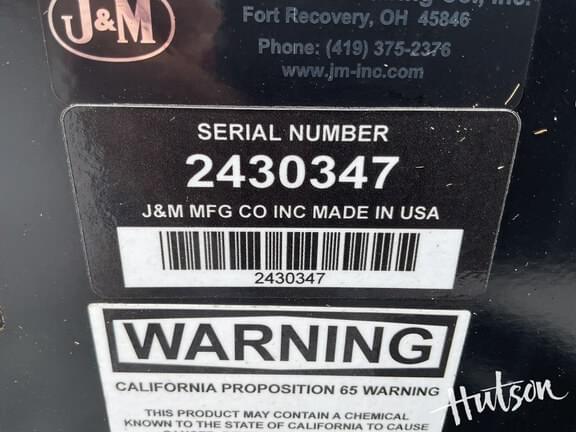 J&M
Co., Inc.
Fort Recovery, OH 45846
Phone: (419) 375-2376
www.jm-inc.com
SERIAL NUMBER
2430347
J&M MFG CO INC MADE IN USA
2430347
WARNING
CALIFORNIA PROPOSITION 65 WARNING
THIS PRODUCT MAY CONTAIN A CHEMICAL
KNOWN TO THE STATE OF CALIFORNIA TO CAUSE
Hutson